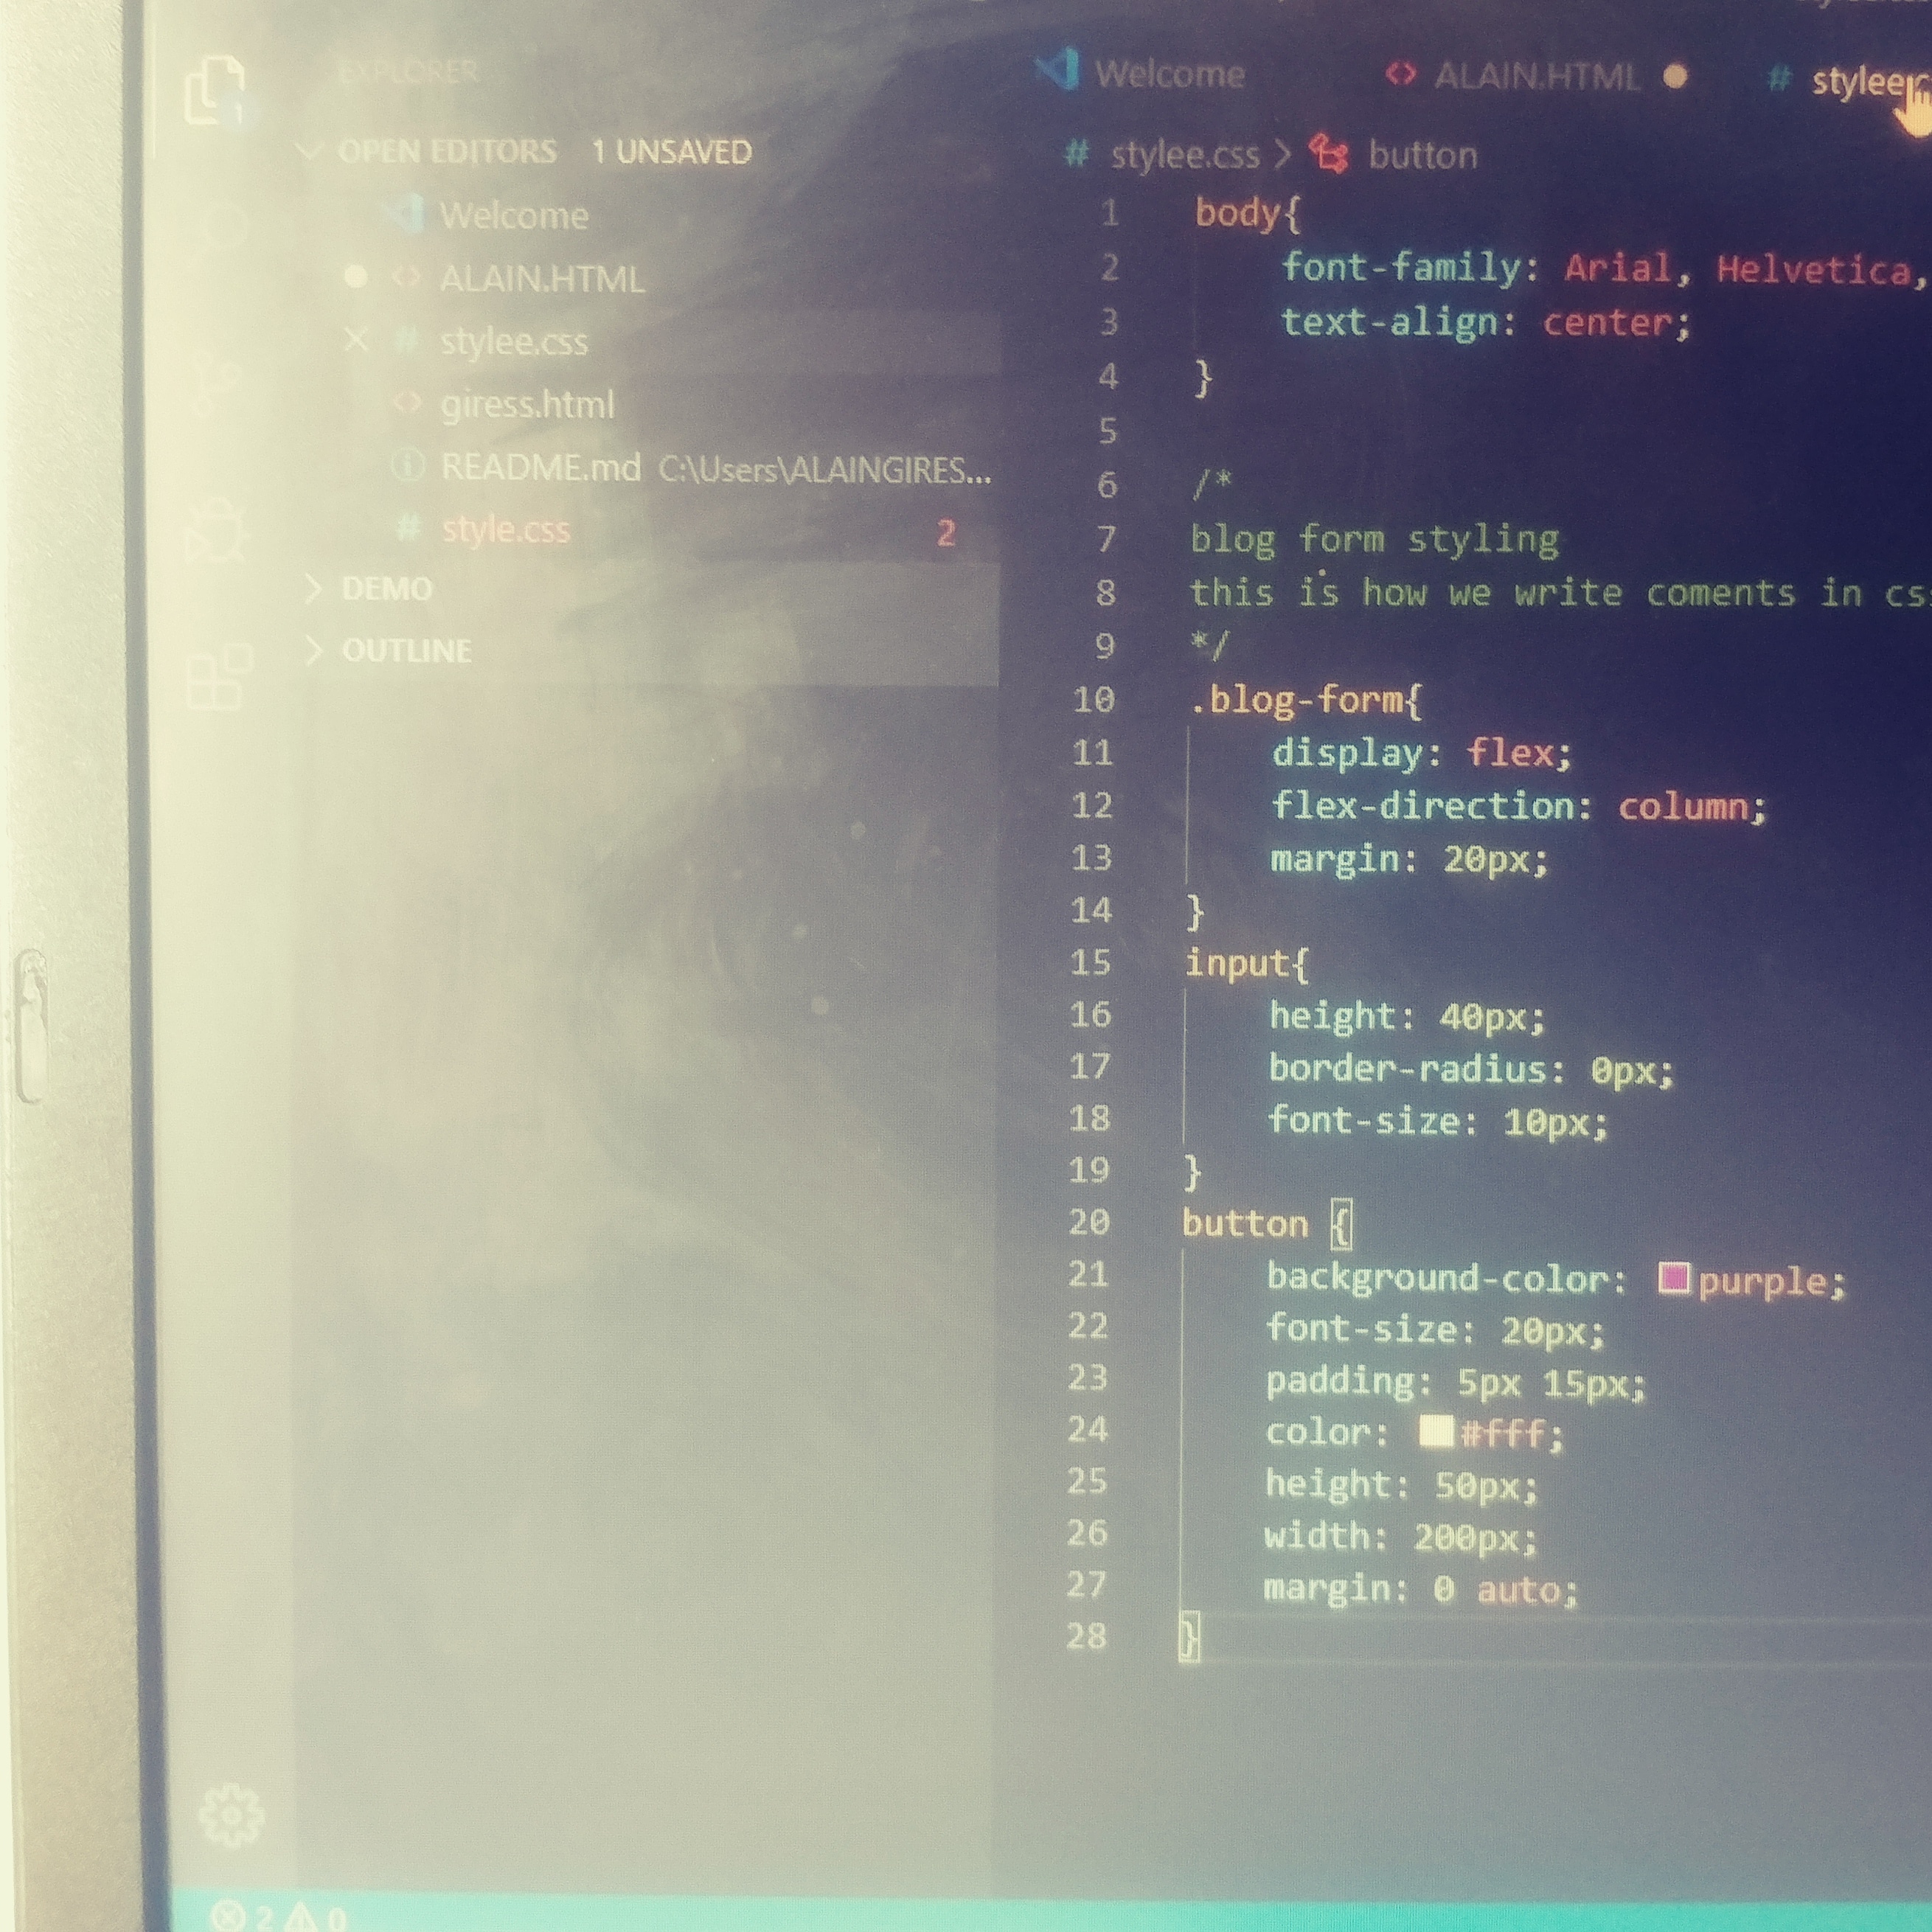 EXPLORER
OPEN EDITORS 1 UNSAVED
Welcome
ALAIN.HTML
stylee.css
giress.html
README.md C:\Users\ALAINGIRES...
style.css 2
DEMO
OUTLINE
1
Welcome
ALAIN.HTML
# stylee
# stylee.css > button
1 body{
2 font-family: Arial, Helvetica,
3 text-align: center;
4 }
5
6 /*
7 blog form styling
8 this is how we write coments in cs
9 */
10 .blog-form{
11 display: flex;
12 flex-direction: column;
13 margin: 20px;
14 }
15 input{
16 height: 40px;
17 border-radius: 0px;
18 font-size: 10px;
19 }
20 button {
21 background-color: purple;
22 font-size: 20px;
23 padding: 5px 15px;
24 color: #fff;
25 height: 50px;
26 width: 200px;
27 margin: 0 auto;
28 }
2 0